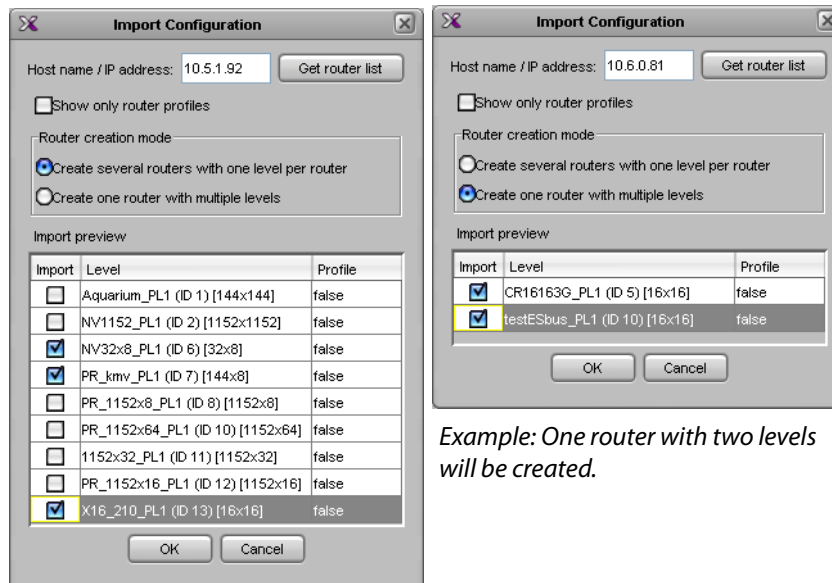 Import Configuration
Host name / IP address: 10.5.1.92 Get router list
Show only router profiles
Router creation mode
Create several routers with one level per router
Create one router with multiple levels
Import preview
Import Level Profile
Aquarium_PL1 (ID 1) [144x144] false
NV1152_PL1 (ID 2) [1152x1152] false
NV32x8_PL1 (ID 6) [32x8] false
PR_kmv_PL1 (ID 7) [144x8] false
PR_1152x8_PL1 (ID 8) [1152x8] false
PR_1152x64_PL1 (ID 10) [1152x64] false
1152x32_PL1 (ID 11) [1152x32] false
PR_1152x16_PL1 (ID 12) [1152x16] false
X16_210_PL1 (ID 13) [16x16] false
OK Cancel
Import Configuration
Host name / IP address: 10.6.0.81 Get router list
Show only router profiles
Router creation mode
Create several routers with one level per router
Create one router with multiple levels
Import preview
Import Level Profile
CR16163G_PL1 (ID 5) [16x16] false
testESbus_PL1 (ID 10) [16x16] false
OK Cancel
Example: One router with two levels
will be created.